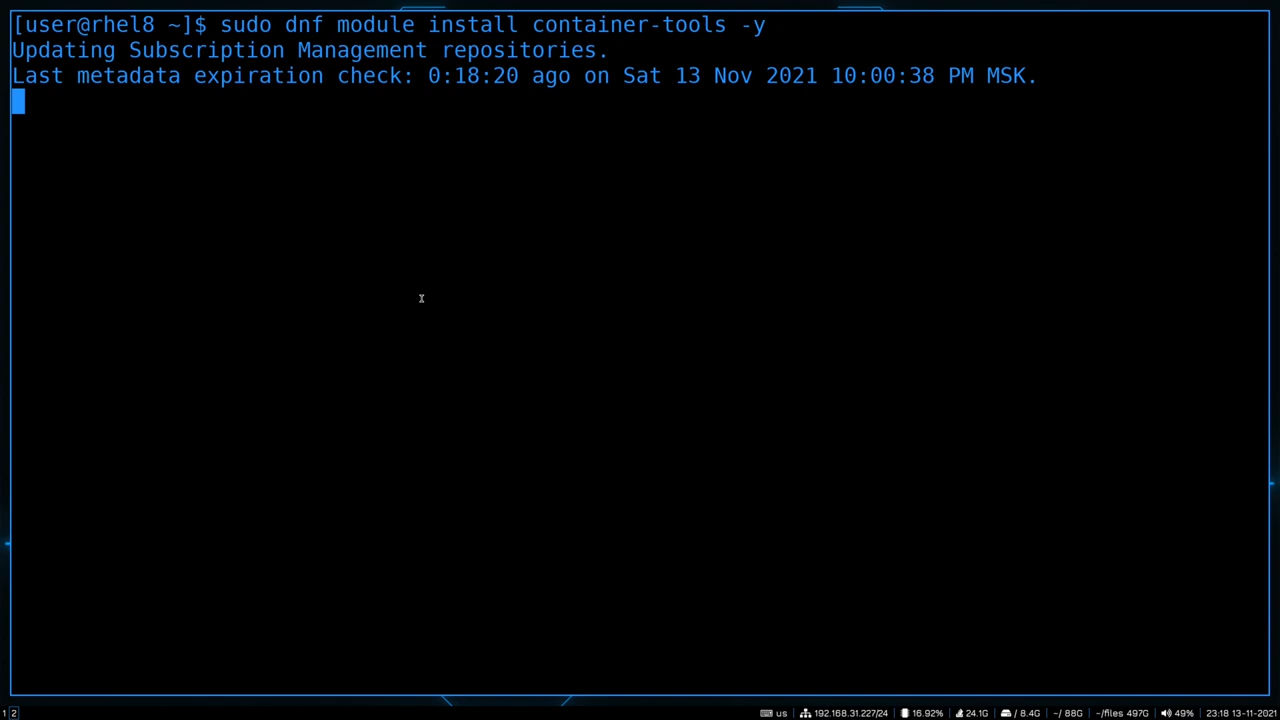 [user@rhel8 ~]$ sudo dnf module install container-tools -y
Updating Subscription Management repositories.
Last metadata expiration check: 0:18:20 ago on Sat 13 Nov 2021 10:00:38 PM MSK.
1 2 us 192.168.31.227/24 16.92% 24.1G / 8.4G ~/ 88G ~/files 497G 49% 23:18 13-11-2021